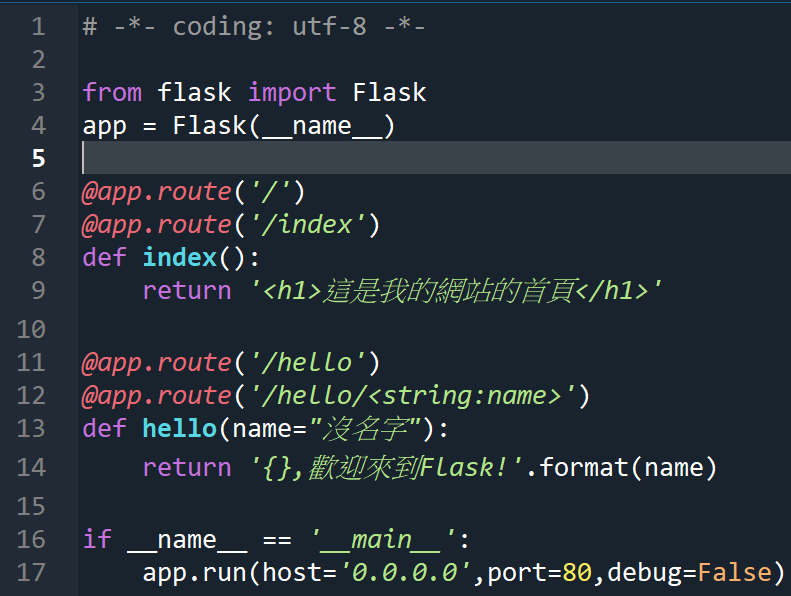 1 # -*- coding: utf-8 -*-
2
3 from flask import Flask
4 app = Flask(__name__)
5
6 @app.route('/')
7 @app.route('/index')
8 def index():
9     return '<h1>這是我的網站的首頁</h1>'
10
11 @app.route('/hello')
12 @app.route('/hello/<string:name>')
13 def hello(name="沒名字"):
14     return '{},歡迎來到Flask!'.format(name)
15
16 if __name__ == '__main__':
17     app.run(host='0.0.0.0',port=80,debug=False)